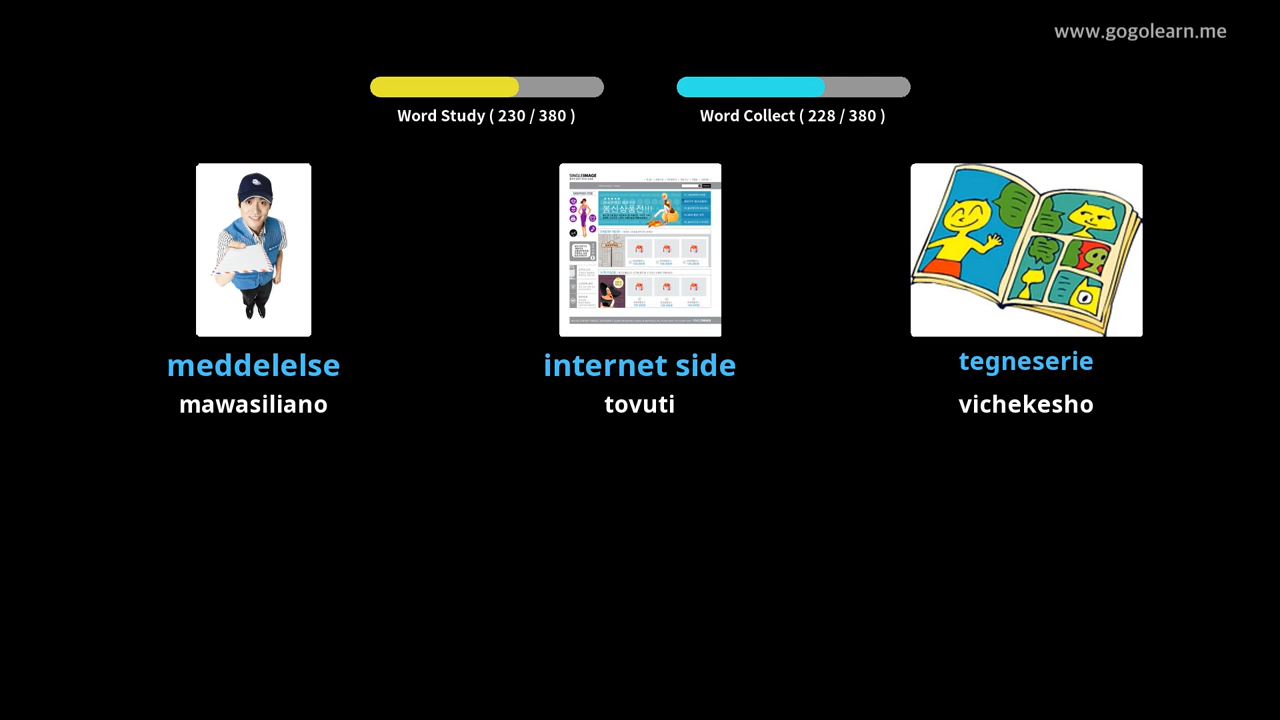 www.gogolearn.me
Word Study ( 230 / 380 )
Word Collect ( 228 / 380 )
meddelelse
internet side
tegneserie
mawasiliano
tovuti
vichekesho